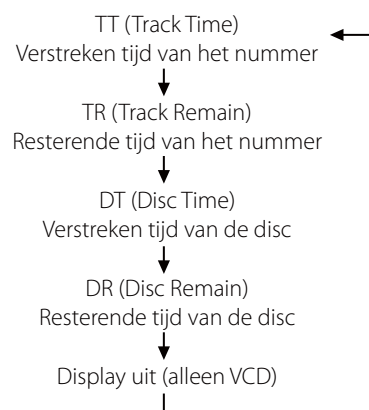 TT (Track Time)
Verstreken tijd van het nummer
TR (Track Remain)
Resterende tijd van het nummer
DT (Disc Time)
Verstreken tijd van de disc
DR (Disc Remain)
Resterende tijd van de disc
Display uit (alleen VCD)